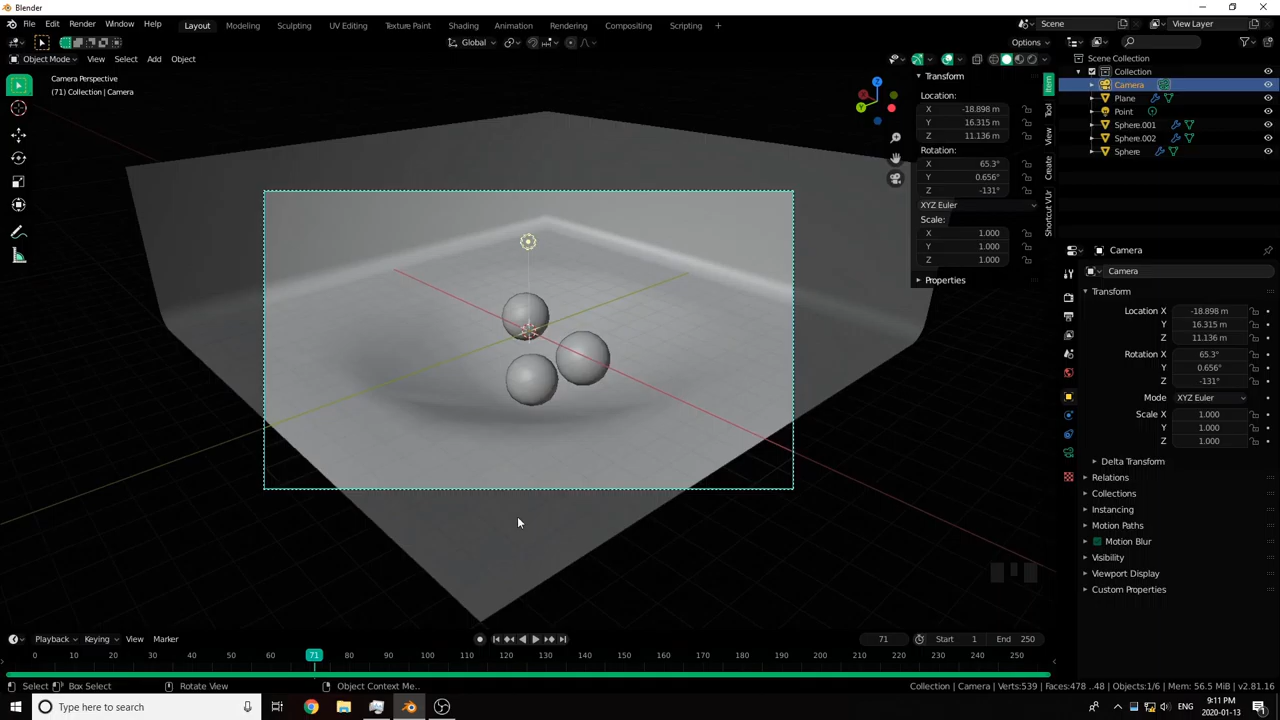 Blender
File Edit Render Window Help Layout Modeling Sculpting UV Editing Texture Paint Shading Animation Rendering Compositing Scripting + Scene View Layer
Global Options
Object Mode View Select Add Object
Camera Perspective
(71) Collection | Camera
Transform
Location:
X -18.898 m
Y 16.315 m
Z 11.136 m
Rotation:
X 65.3°
Y 0.656°
Z -131°
XYZ Euler
Scale:
X 1.000
Y 1.000
Z 1.000
Properties
Item
Tool
View
Create
Shortcut VUr
X
Y
Z
Scene Collection
Collection
Camera
Plane
Point
Sphere.001
Sphere.002
Sphere
Camera
Camera
Transform
Location X -18.898 m
Y 16.315 m
Z 11.136 m
Rotation X 65.3°
Y 0.656°
Z -131°
Mode XYZ Euler
Scale X 1.000
Y 1.000
Z 1.000
Delta Transform
Relations
Collections
Instancing
Motion Paths
Motion Blur
Visibility
Viewport Display
Custom Properties
Playback Keying View Marker 71 Start 1 End 250
0 10 20 30 40 50 60 71 80 90 100 110 120 130 140 150 160 170 180 190 200 210 220 230 240 250
Select Box Select Rotate View Object Context Me.. Collection | Camera | Verts:539 | Faces:478 ..48 | Objects:1/6 | Mem: 56.5 MiB | v2.81.16
Type here to search ENG 9:11 PM
2020-01-13